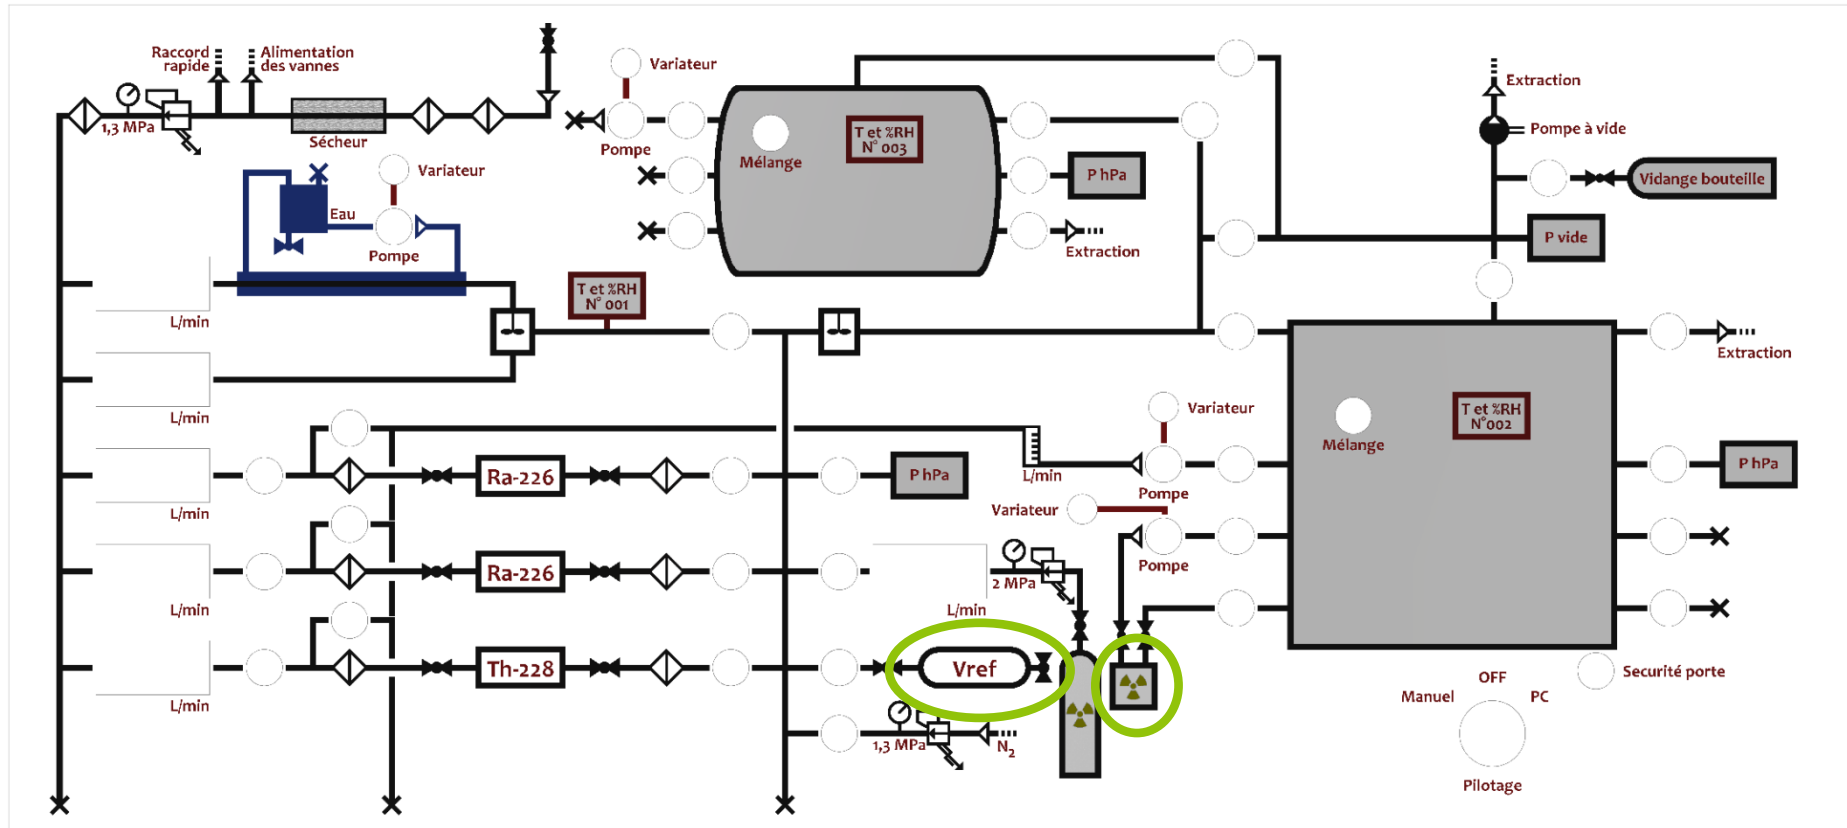 Raccord
rapide
Alimentation
des vannes
1,3 MPa
Sécheur
Variateur
Pompe
Mélange
T et %RH
N° 003
P hPa
Extraction
Extraction
Pompe à vide
Vidange bouteille
P vide
Variateur
Eau
Pompe
L/min
T et %RH
N° 001
L/min
Extraction
T et %RH
N°002
Mélange
Variateur
Pompe
L/min
Ra-226
L/min
P hPa
P hPa
Variateur
Pompe
Ra-226
L/min
2 MPa
L/min
Th-228
L/min
Vref
1,3 MPa
N2
Securité porte
OFF
Manuel
PC
Pilotage